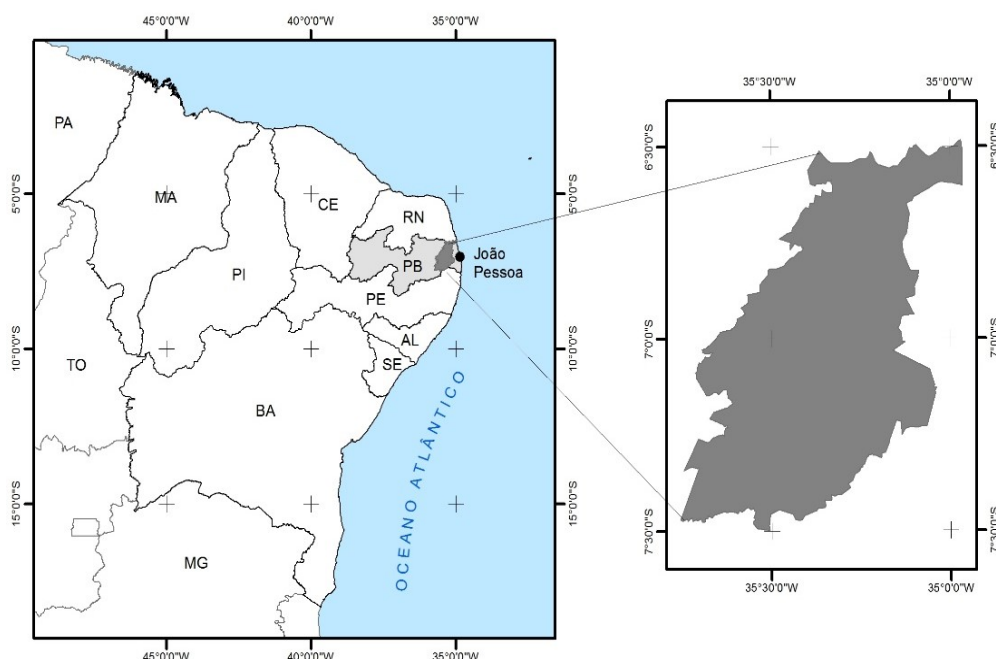 45°0'0"W 40°0'0"W 35°0'0"W
35°30'0"W 35°0'0"W
PA
MA
CE
RN
PB
João
Pessoa
PI
PE
AL
SE
TO
BA
MG
OCEANO ATLÂNTICO
5°0'0"S
10°0'0"S
15°0'0"S
5°0'0"S
10°0'0"S
15°0'0"S
45°0'0"W 40°0'0"W 35°0'0"W
6°30'0"S
7°0'0"S
7°30'0"S
6°30'0"S
7°0'0"S
7°30'0"S
35°30'0"W 35°0'0"W